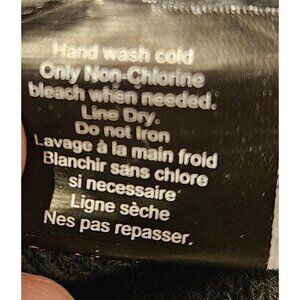 Hand wash cold
Only Non-Chlorine
bleach when needed.
Line Dry.
Do not Iron
Lavage à la main froid
Blanchir sans chlore
si necessaire
Ligne sèche
Nes pas repasser.